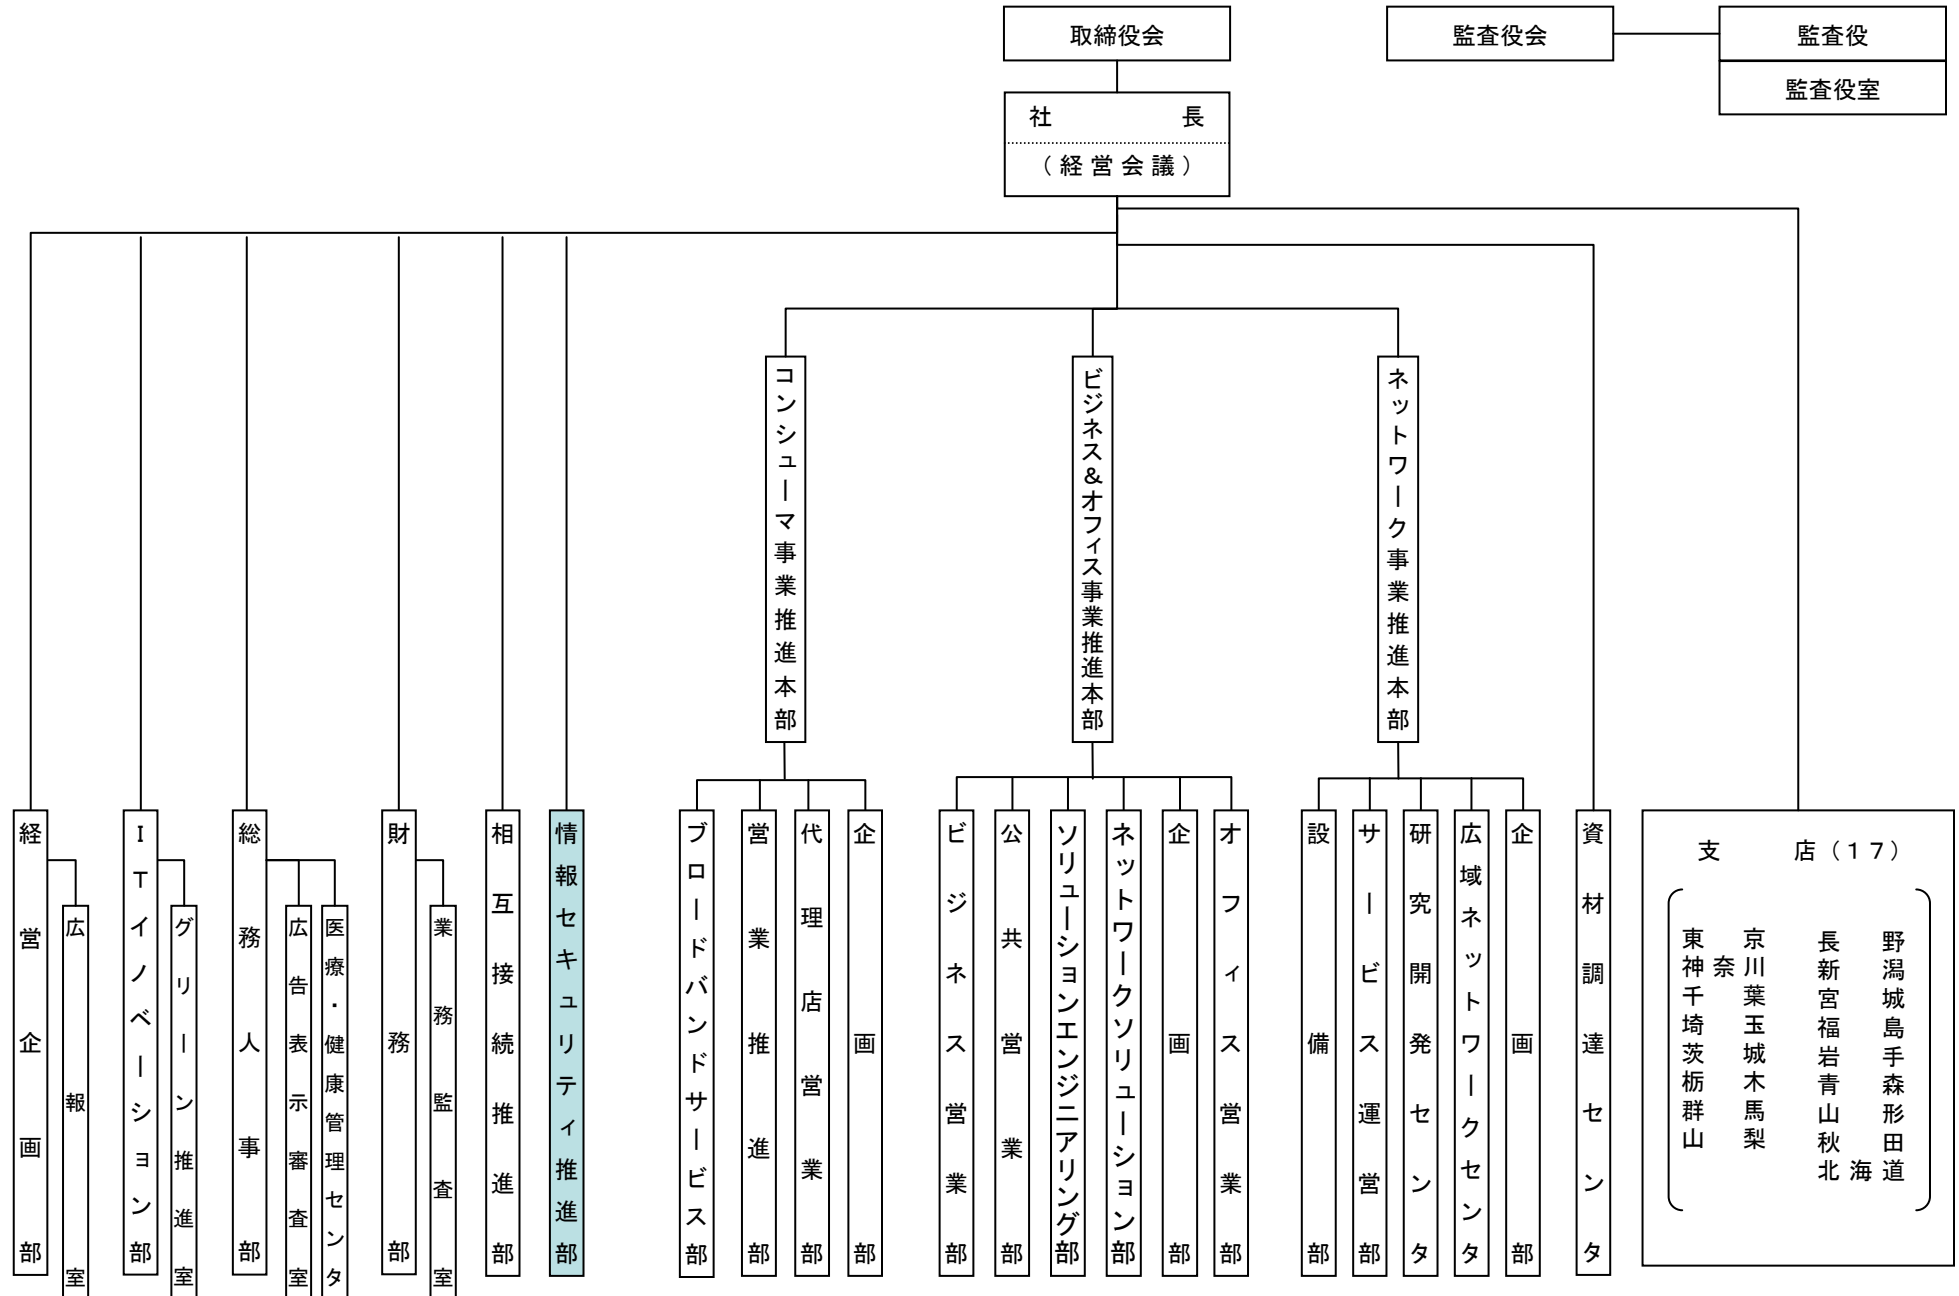 取締役会
監査役会
監査役
監査役室
社長
（経営会議）
コンシューマ事業推進本部
ビジネス＆オフィス事業推進本部
ネットワーク事業推進本部
経営企画部
広報室
ＩＴイノベーション部
グリーン推進室
総務人事部
広告表示審査室
医療・健康管理センタ
財務部
業務監査室
相互接続推進部
情報セキュリティ推進部
ブロードバンドサービス部
営業推進部
代理店営業部
企画部
ビジネス営業部
公共営業部
ソリューションエンジニアリング部
ネットワークソリューション部
企画部
オフィス営業部
設備部
サービス運営部
研究開発センタ
広域ネットワークセンタ
企画部
資材調達センタ
支店（１７）
東京
神奈川
千葉
埼玉
茨城
栃木
群馬
山梨
長野
新潟
宮城
福島
岩手
青森
山形
秋田
北海道